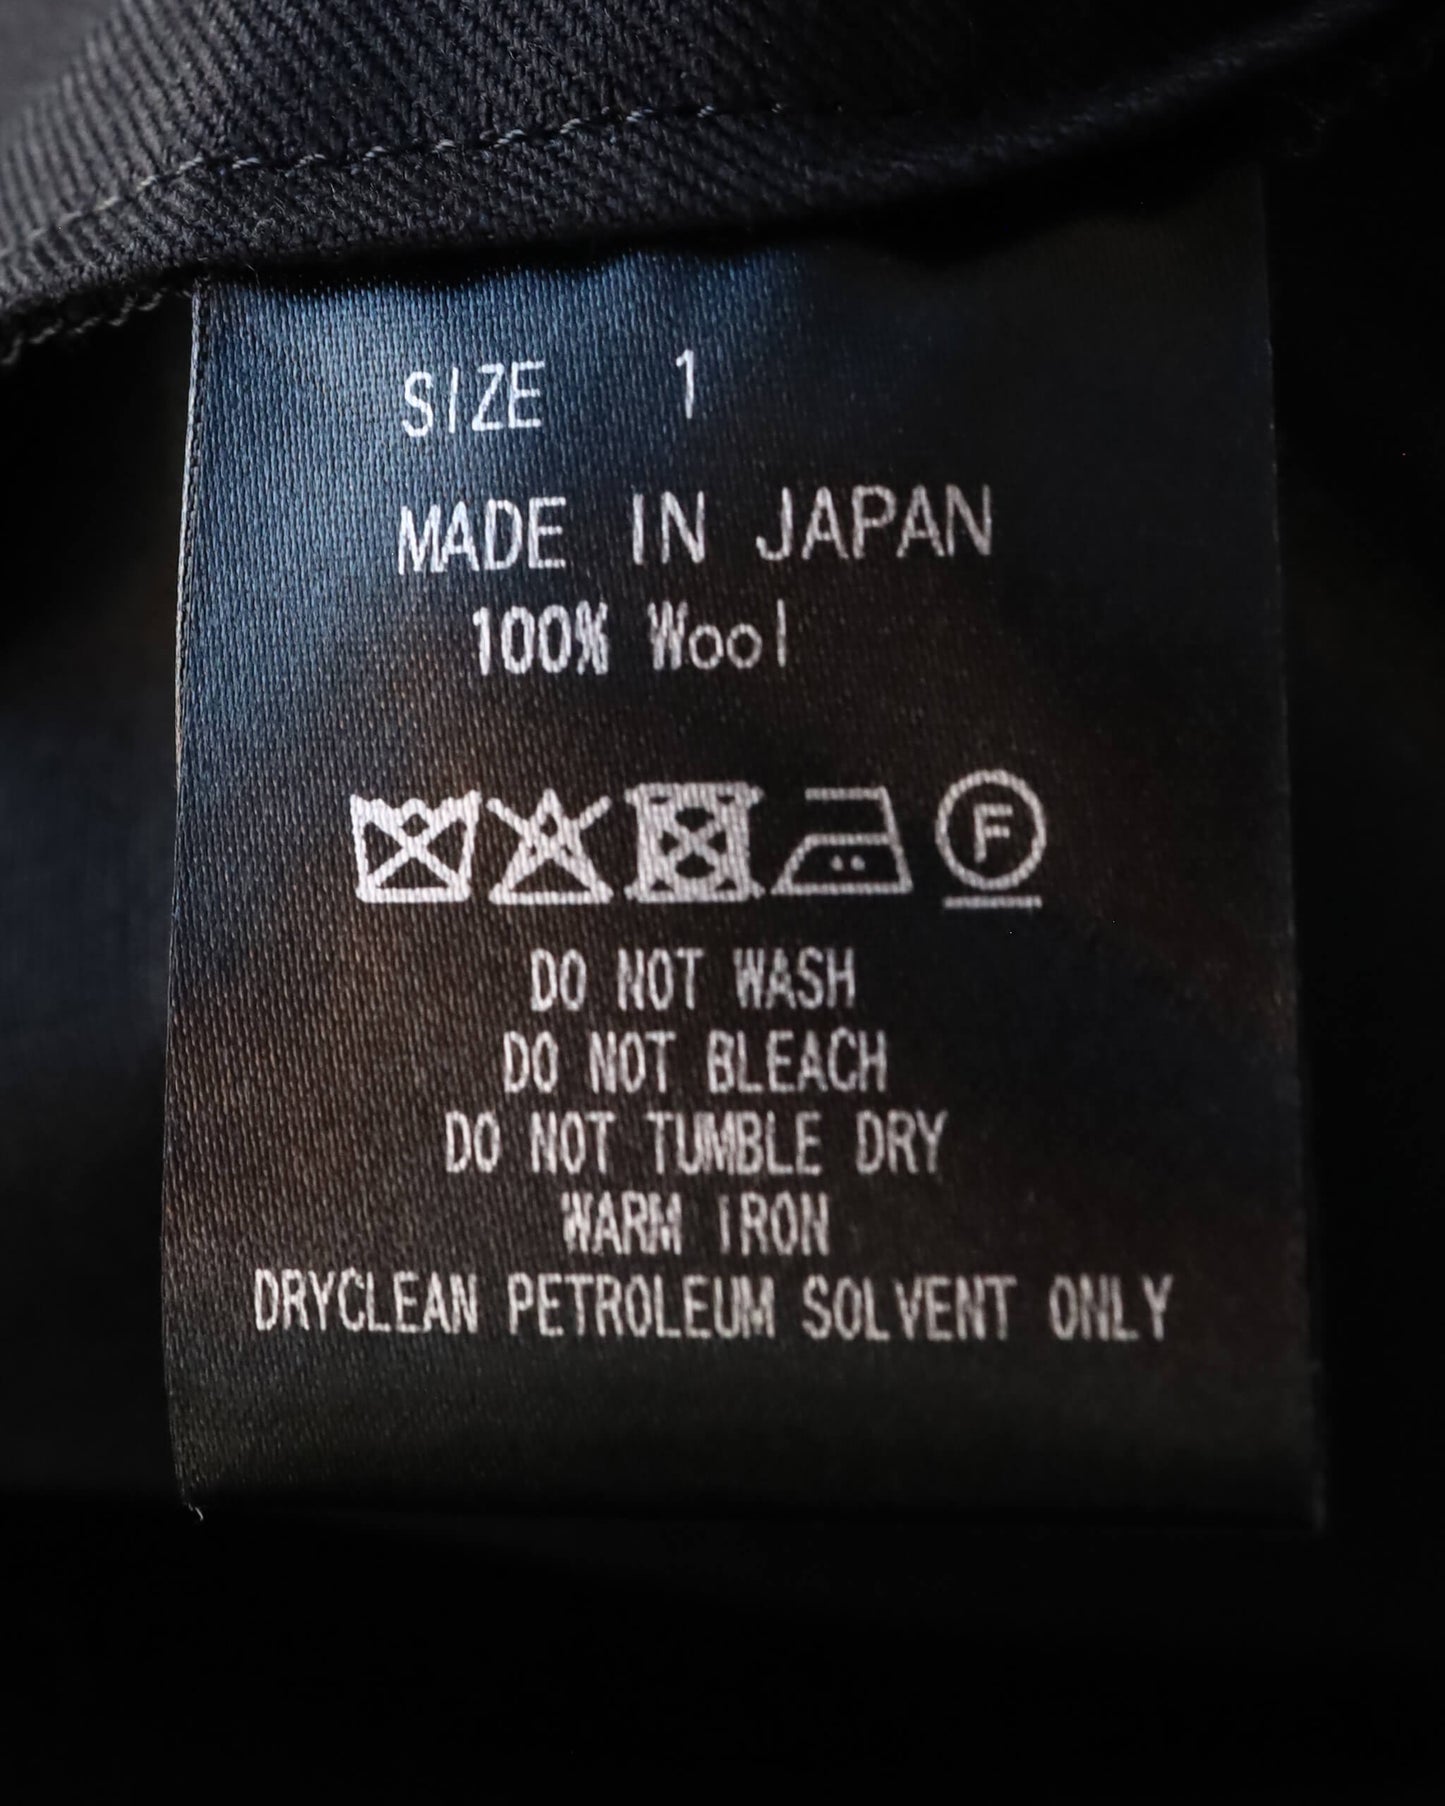 SIZE 1
MADE IN JAPAN
100% Wool
F
DO NOT WASH
DO NOT BLEACH
DO NOT TUMBLE DRY
WARM IRON
DRYCLEAN PETROLEUM SOLVENT ONLY